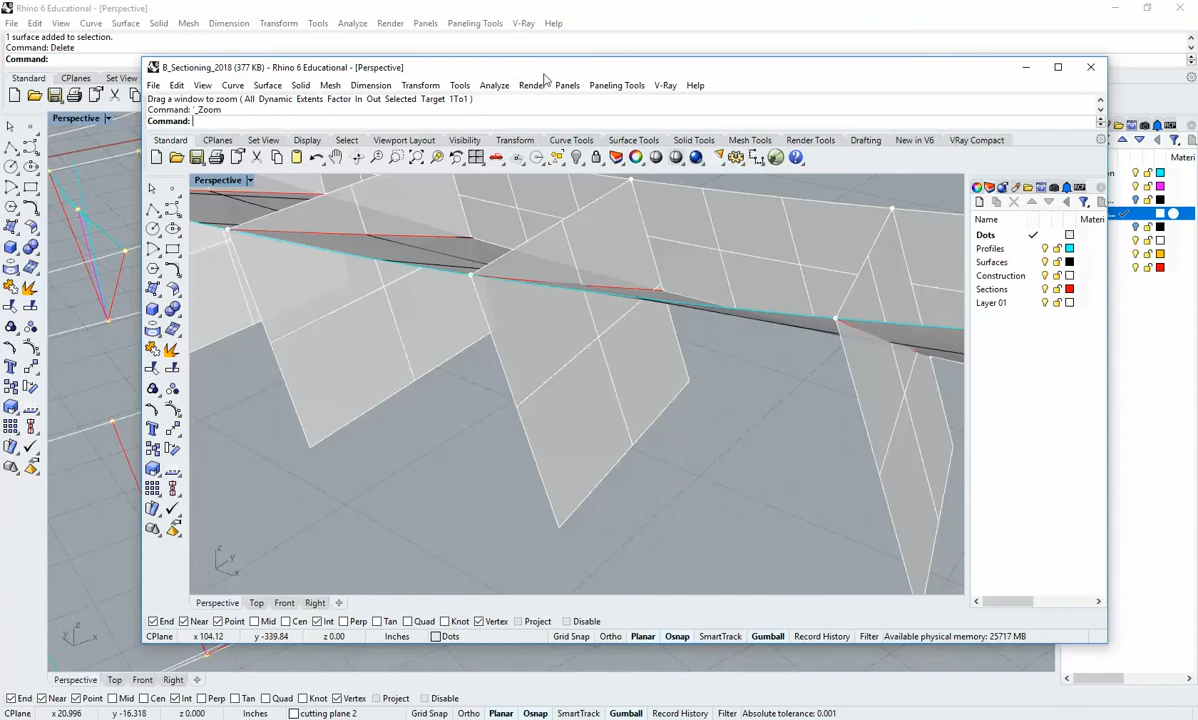 Rhino 6 Educational - [Perspective]
File Edit View Curve Surface Solid Mesh Dimension Transform Tools Analyze Render Panels Paneling Tools V-Ray Help
1 surface added to selection.
Command: Delete
Command:
Standard CPlanes Set View
Perspective
Materi
B_Sectioning_2018 (377 KB) - Rhino 6 Educational - [Perspective]
File Edit View Curve Surface Solid Mesh Dimension Transform Tools Analyze Render Panels Paneling Tools V-Ray Help
Drag a window to zoom ( All Dynamic Extents Factor In Out Selected Target 1To1 )
Command: '_Zoom
Command:
Standard CPlanes Set View Display Select Viewport Layout Visibility Transform Curve Tools Surface Tools Solid Tools Mesh Tools Render Tools Drafting New in V6 VRay Compact
Perspective
Name Materi
Dots
Profiles
Surfaces
Construction
Sections
Layer 01
z y x
Perspective Top Front Right
End Near Point Mid Cen Int Perp Tan Quad Knot Vertex Project Disable
CPlane x 104.12 y -339.84 z 0.00 Inches Dots Grid Snap Ortho Planar Osnap SmartTrack Gumball Record History Filter Available physical memory: 25717 MB
z y x
Perspective Top Front Right
End Near Point Mid Cen Int Perp Tan Quad Knot Vertex Project Disable
CPlane x 20.996 y -16.318 z 0.000 Inches cutting plane 2 Grid Snap Ortho Planar Osnap SmartTrack Gumball Record History Filter Absolute tolerance: 0.001